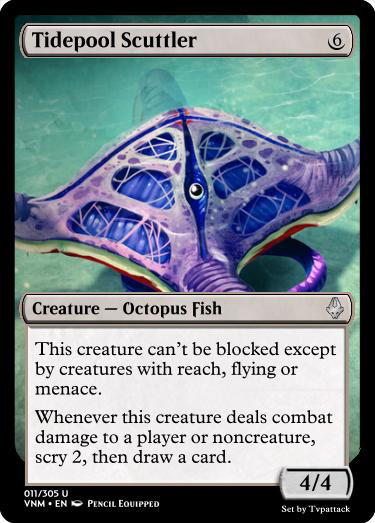 Tidepool Scuttler 6
Creature — Octopus Fish
This creature can't be blocked except
by creatures with reach, flying or
menace.
Whenever this creature deals combat
damage to a player or noncreature,
scry 2, then draw a card.
4/4
011/305 U
VNM • EN Pencil Equipped
Set by Tvpattack